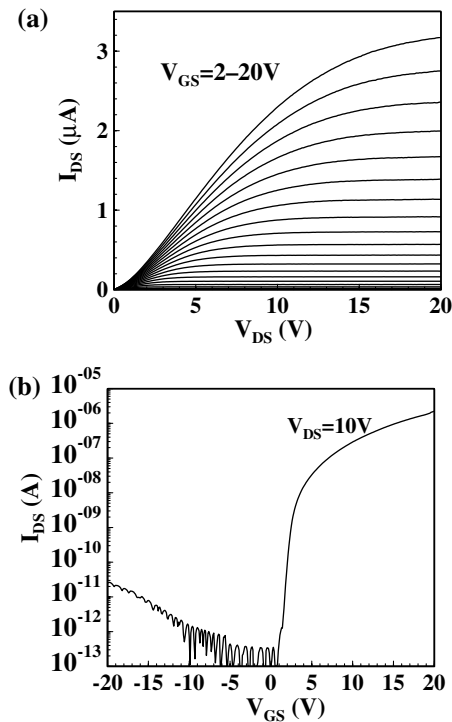 (a)
3
2
1
0
I_DS (μA)
V_GS=2–20V
0 5 10 15 20
V_DS (V)
(b)
10^-05
10^-06
10^-07
10^-08
10^-09
10^-10
10^-11
10^-12
10^-13
I_DS (A)
V_DS=10V
-20 -15 -10 -5 0 5 10 15 20
V_GS (V)